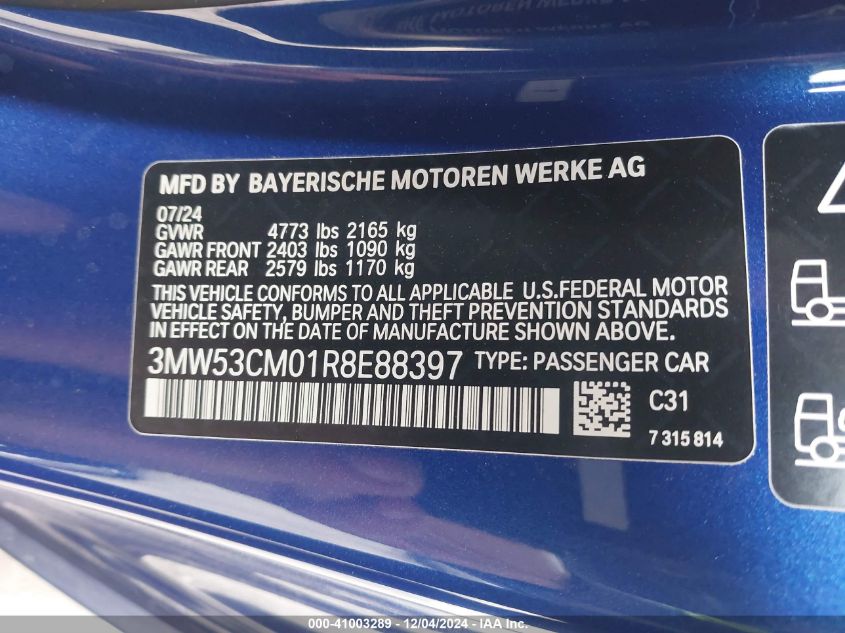 MFD BY BAYERISCHE MOTOREN WERKE AG
07/24
GVWR 4773 lbs 2165 kg
GAWR FRONT 2403 lbs 1090 kg
GAWR REAR 2579 lbs 1170 kg
THIS VEHICLE CONFORMS TO ALL APPLICABLE U.S.FEDERAL MOTOR
VEHICLE SAFETY, BUMPER AND THEFT PREVENTION STANDARDS
IN EFFECT ON THE DATE OF MANUFACTURE SHOWN ABOVE.
3MW53CM01R8E88397 TYPE: PASSENGER CAR
C31
7 315 814
000-41003289 - 12/04/2024 - IAAI.COM